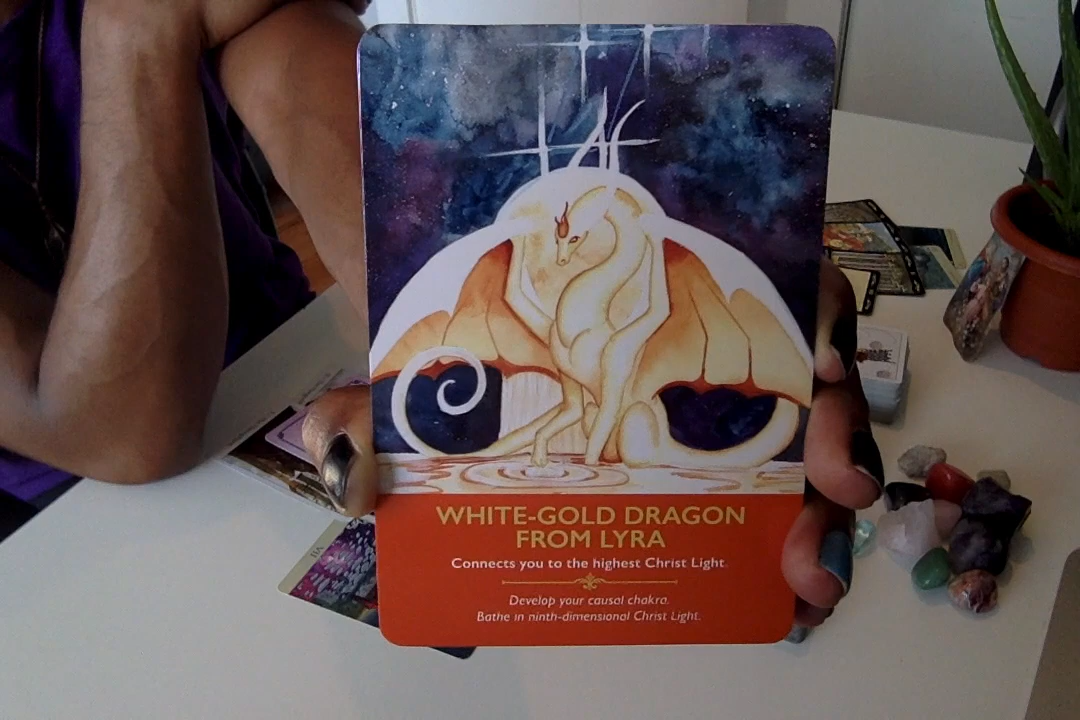 WHITE-GOLD DRAGON
FROM LYRA
Connects you to the highest Christ Light.
Develop your causal chakra.
Bathe in ninth-dimensional Christ Light.